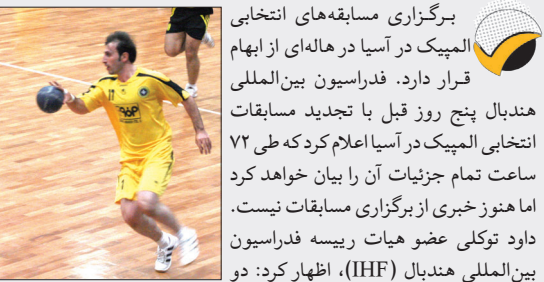 برگزاری مسابقه‌های انتخابی
المپیک در آسیا در هاله‌ای از ابهام
قرار دارد. فدراسیون بین‌المللی
هندبال پنج روز قبل با تجدید مسابقات
انتخابی المپیک در آسیا اعلام کرد که طی ۷۲
ساعت تمام جزئیات آن را بیان خواهد کرد
اما هنوز خبری از برگزاری مسابقات نیست.
داود توکلی عضو هیات رییسه فدراسیون
بین‌المللی هندبال (IHF)، اظهار کرد: دو